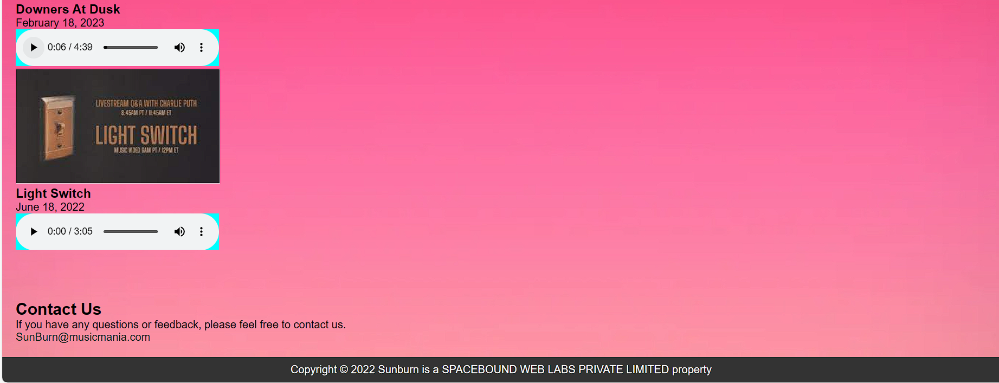 Downers At Dusk
February 18, 2023
0:06 / 4:39
LIVESTREAM Q&A WITH CHARLIE PUTH
8:45AM PT / 11:45AM ET
LIGHT SWITCH
MUSIC VIDEO 9AM PT / 12PM ET
Light Switch
June 18, 2022
0:00 / 3:05
Contact Us
If you have any questions or feedback, please feel free to contact us.
SunBurn@musicmania.com
Copyright © 2022 Sunburn is a SPACEBOUND WEB LABS PRIVATE LIMITED property